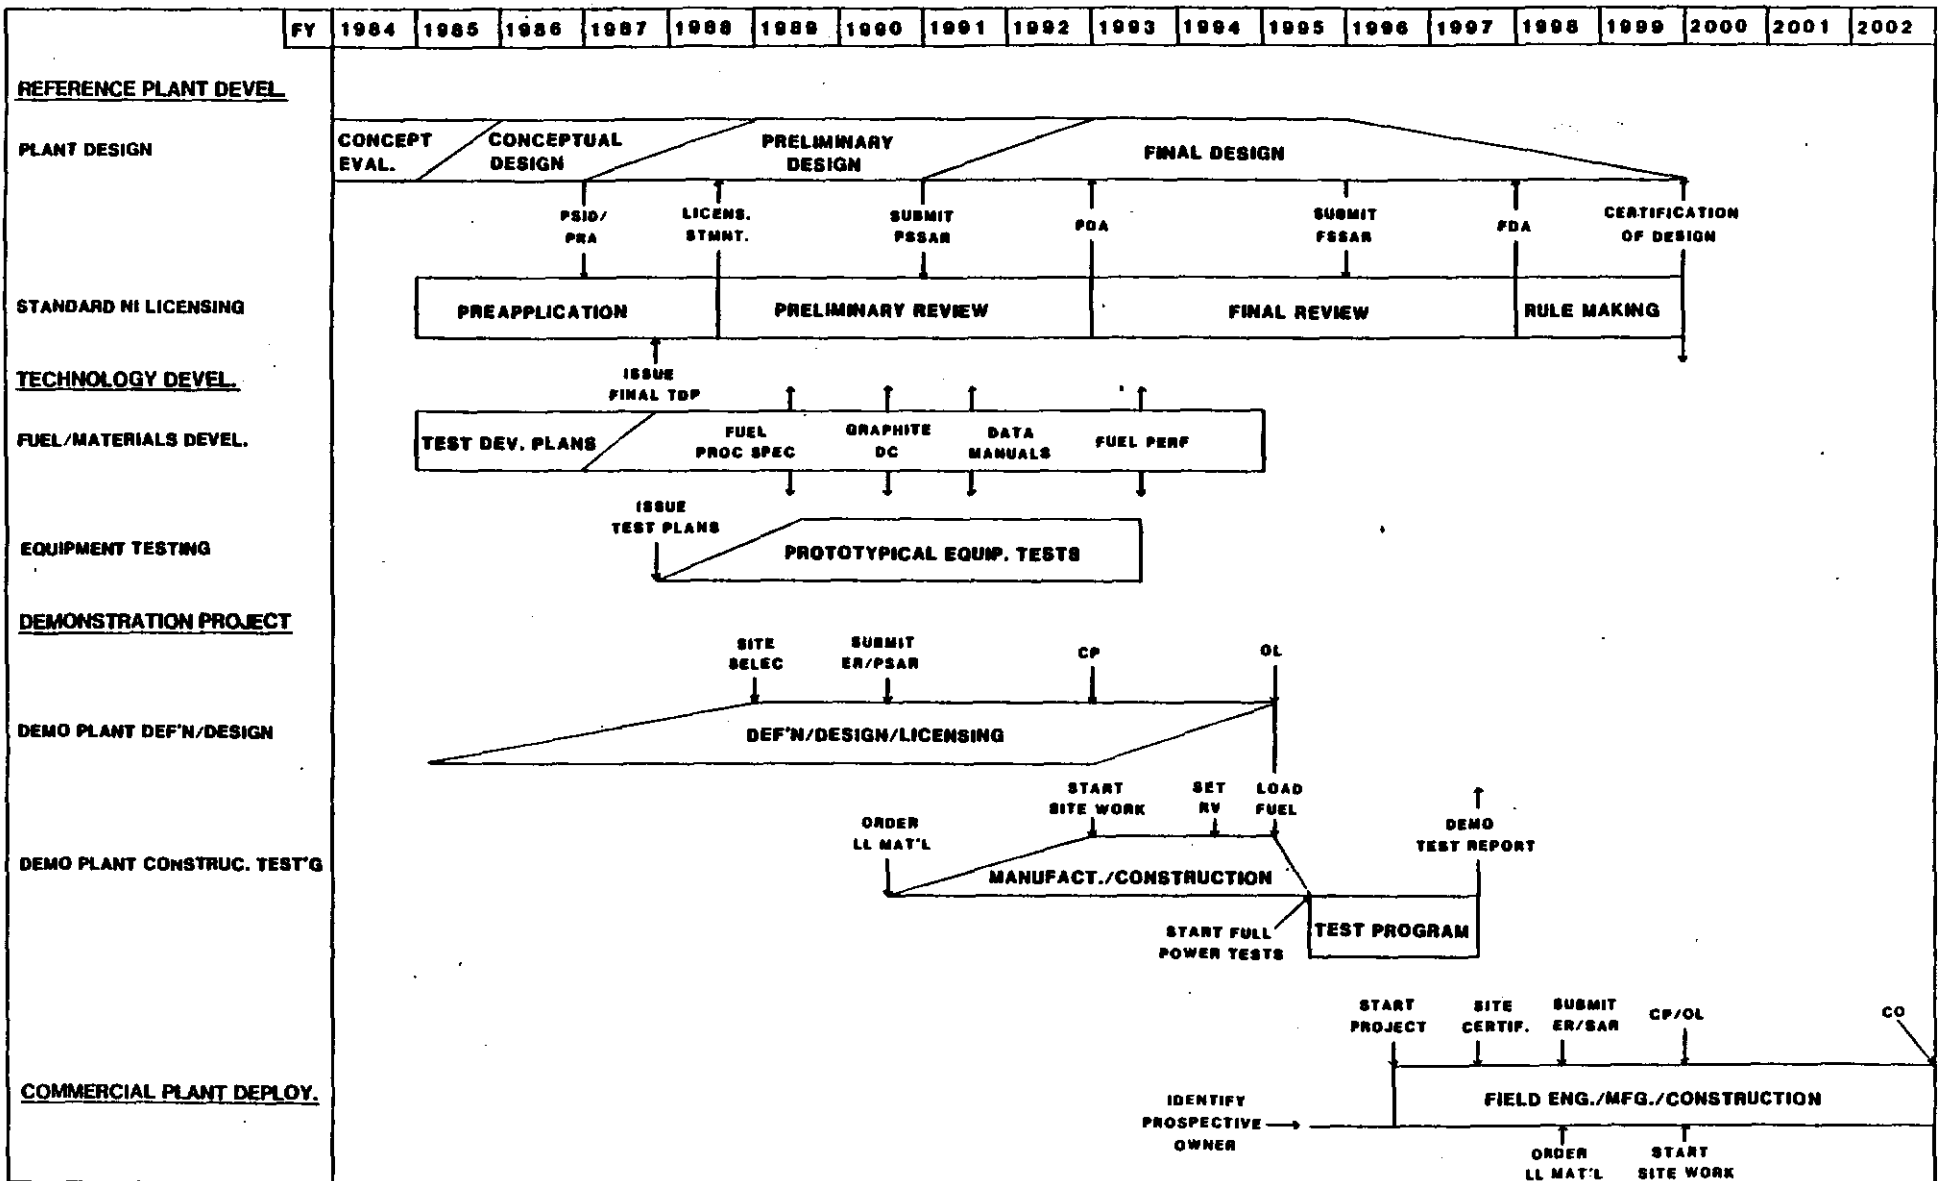 FY 1984 1985 1986 1987 1988 1989 1990 1991 1992 1993 1994 1995 1996 1997 1998 1999 2000 2001 2002
REFERENCE PLANT DEVEL.
PLANT DESIGN
CONCEPT
EVAL.
CONCEPTUAL
DESIGN
PRELIMINARY
DESIGN
FINAL DESIGN
PSID/
PRA
LICENS.
STMNT.
SUBMIT
PSSAR
PDA
SUBMIT
FSSAR
FDA
CERTIFICATION
OF DESIGN
STANDARD NI LICENSING
PREAPPLICATION
PRELIMINARY REVIEW
FINAL REVIEW
RULE MAKING
TECHNOLOGY DEVEL.
ISSUE
FINAL TDP
FUEL/MATERIALS DEVEL.
TEST DEV. PLANS
FUEL
PROC SPEC
GRAPHITE
DC
DATA
MANUALS
FUEL PERF
ISSUE
TEST PLANS
EQUIPMENT TESTING
PROTOTYPICAL EQUIP. TESTS
DEMONSTRATION PROJECT
SITE
SELEC
SUBMIT
ER/PSAR
CP
OL
DEMO PLANT DEF'N/DESIGN
DEF'N/DESIGN/LICENSING
START
SITE WORK
SET
RV
LOAD
FUEL
ORDER
LL MAT'L
DEMO
TEST REPORT
DEMO PLANT CONSTRUC. TEST'G
MANUFACT./CONSTRUCTION
START FULL
POWER TESTS
TEST PROGRAM
START
PROJECT
SITE
CERTIF.
SUBMIT
ER/SAR
CP/OL
CO
COMMERCIAL PLANT DEPLOY.
IDENTIFY
PROSPECTIVE
OWNER
FIELD ENG./MFG./CONSTRUCTION
ORDER
LL MAT'L
START
SITE WORK